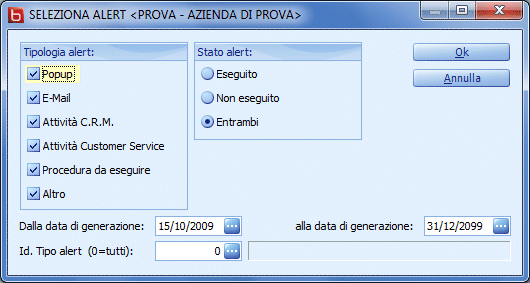 SELEZIONA ALERT <PROVA - AZIENDA DI PROVA>
Tipologia alert:
Popup
E-Mail
Attività C.R.M.
Attività Customer Service
Procedura da eseguire
Altro
Stato alert:
Eseguito
Non eseguito
Entrambi
Ok
Annulla
Dalla data di generazione: 15/10/2009 alla data di generazione: 31/12/2099
Id. Tipo alert (0=tutti): 0